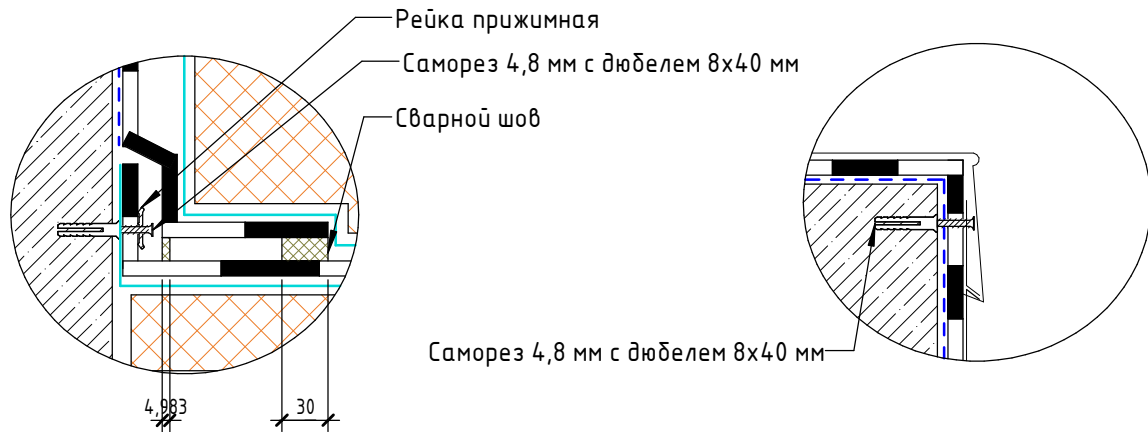 Рейка прижимная
Саморез 4,8 мм с дюбелем 8х40 мм
Сварной шов
Саморез 4,8 мм с дюбелем 8х40 мм
4,983
30